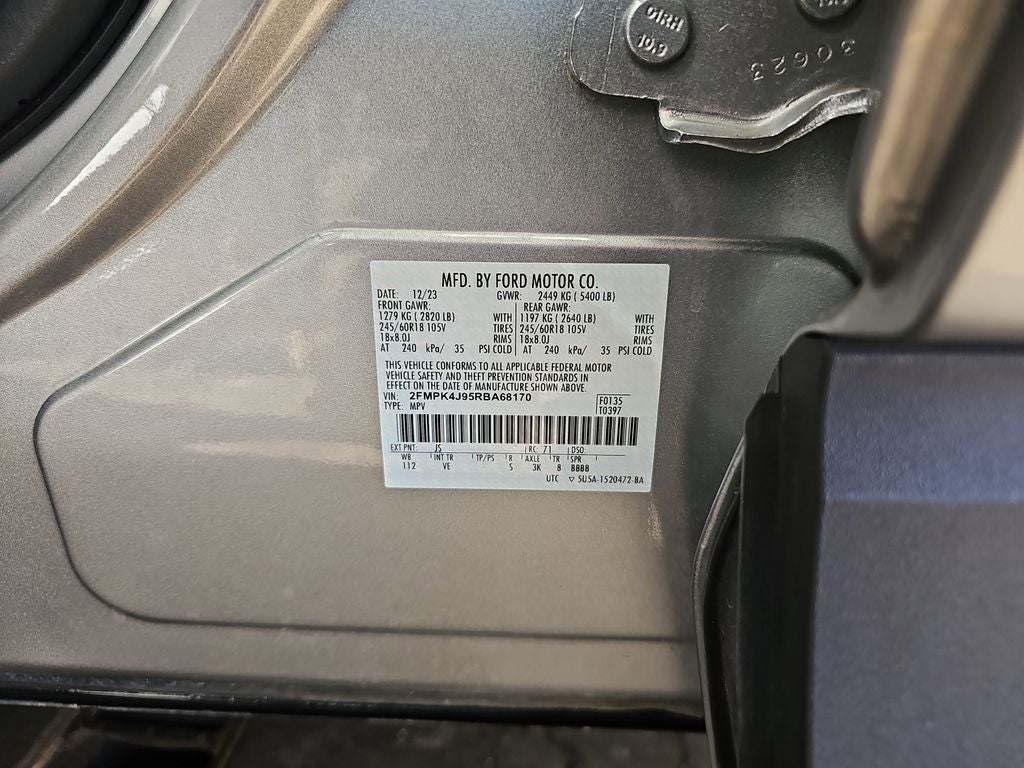 01RH
10.9
30623
MFD. BY FORD MOTOR CO.
DATE: 12/23 GVWR: 2449 KG ( 5400 LB)
FRONT GAWR: REAR GAWR:
1279 KG ( 2820 LB) WITH 1197 KG ( 2640 LB) WITH
245/60R18 105V TIRES 245/60R18 105V TIRES
18x8.0J RIMS 18x8.0J RIMS
AT 240 kPa/ 35 PSI COLD AT 240 kPa/ 35 PSI COLD
THIS VEHICLE CONFORMS TO ALL APPLICABLE FEDERAL MOTOR
VEHICLE SAFETY AND THEFT PREVENTION STANDARDS IN
EFFECT ON THE DATE OF MANUFACTURE SHOWN ABOVE.
VIN: 2FMPK4J95RBA68170 F0135
TYPE: MPV T0397
EXT PNT: JS RC: 71 DSO:
WB INT TR TP/PS R AXLE TR SPR
112 VE S 3K 8 BBBB
UTC ▽ 5U5A-1520472-BA